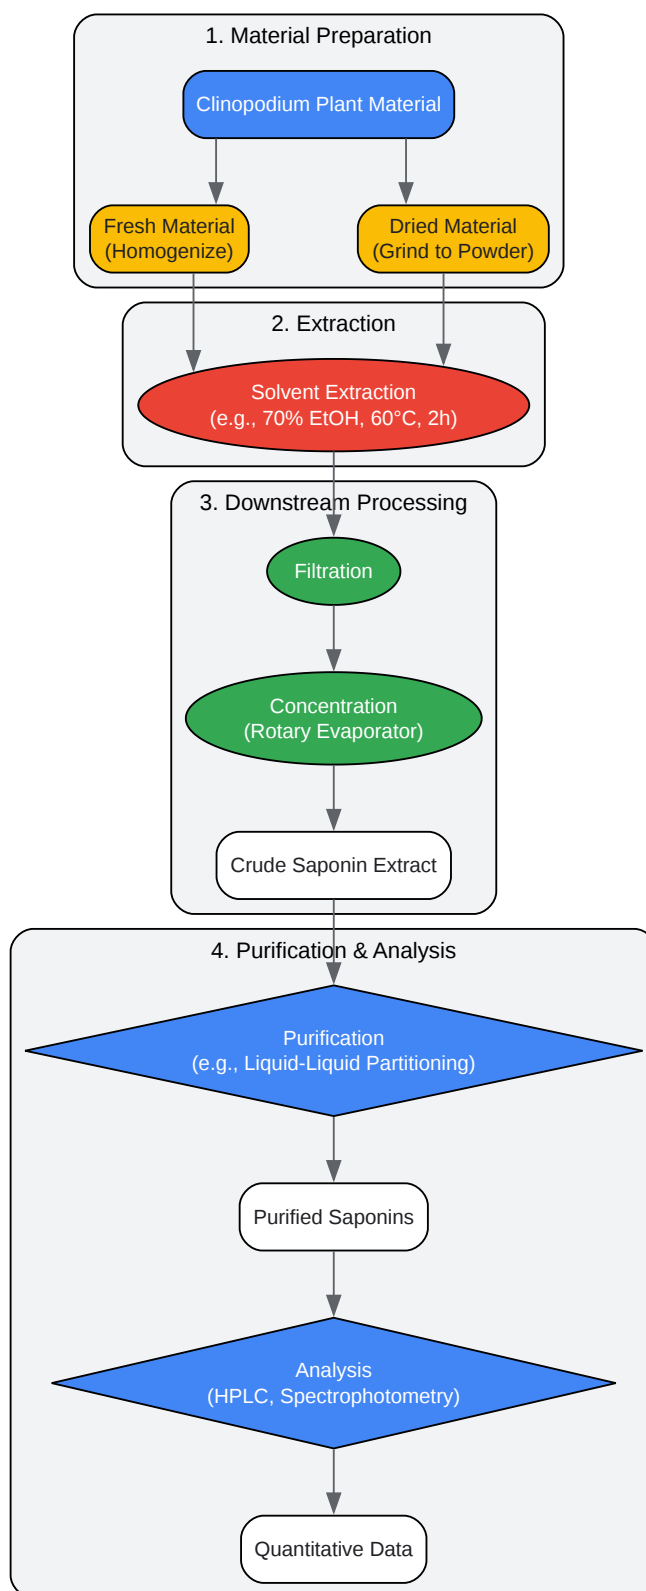 1. Material Preparation
Clinopodium Plant Material
Fresh Material
(Homogenize)
Dried Material
(Grind to Powder)
2. Extraction
Solvent Extraction
(e.g., 70% EtOH, 60°C, 2h)
3. Downstream Processing
Filtration
Concentration
(Rotary Evaporator)
Crude Saponin Extract
4. Purification & Analysis
Purification
(e.g., Liquid-Liquid Partitioning)
Purified Saponins
Analysis
(HPLC, Spectrophotometry)
Quantitative Data